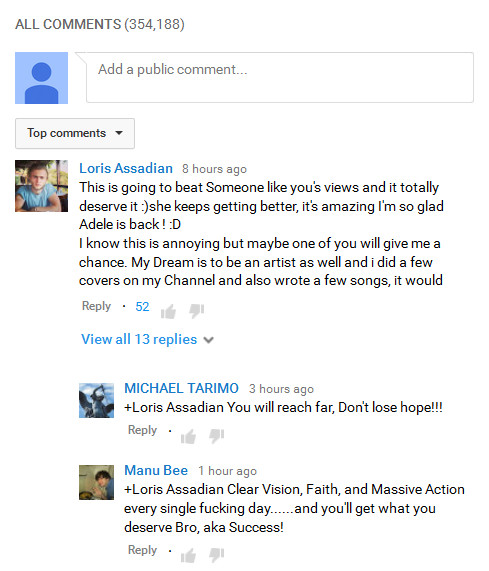 ALL COMMENTS (354,188)
Add a public comment...
Top comments
Loris Assadian 8 hours ago
This is going to beat Someone like you's views and it totally
deserve it :)she keeps getting better, it's amazing I'm so glad
Adele is back ! :D
I know this is annoying but maybe one of you will give me a
chance. My Dream is to be an artist as well and i did a few
covers on my Channel and also wrote a few songs, it would
Reply · 52
View all 13 replies
MICHAEL TARIMO 3 hours ago
+Loris Assadian You will reach far, Don't lose hope!!!
Reply ·
Manu Bee 1 hour ago
+Loris Assadian Clear Vision, Faith, and Massive Action
every single fucking day......and you'll get what you
deserve Bro, aka Success!
Reply ·